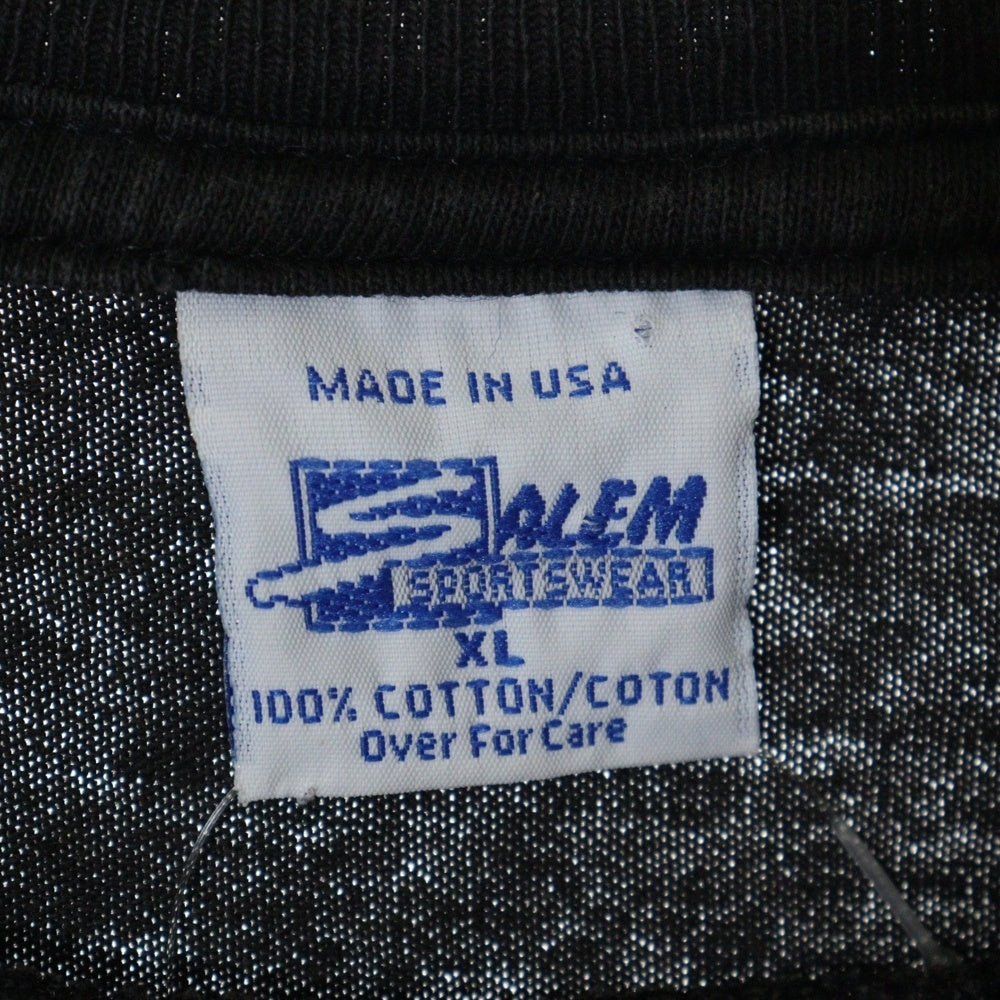 MADE IN USA
SALEM
SPORTSWEAR
XL
100% COTTON/COTON
Over For Care